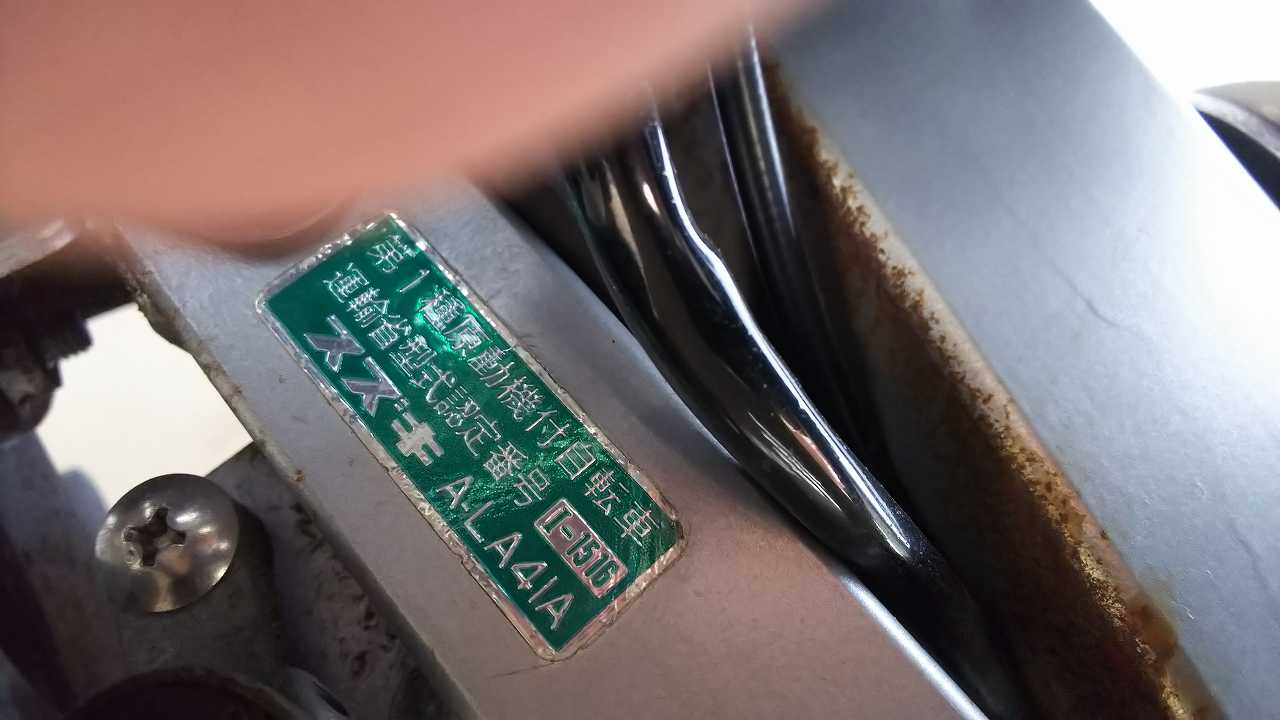 第1種原動機付自転車
運輸省型式認定番号 I-1516
スズキ A-LA41A